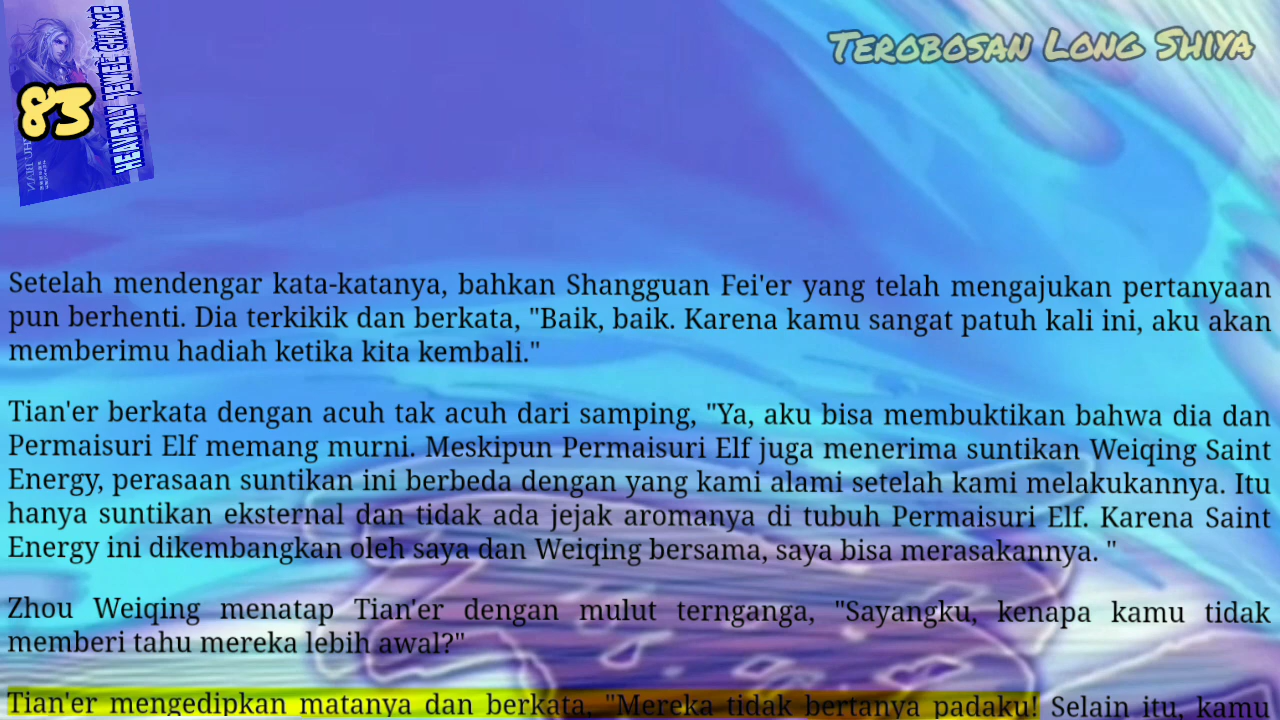 HEAVENLY JEWEL CHANGE
83
Terobosan Long Shiya
Setelah mendengar kata-katanya, bahkan Shangguan Fei'er yang telah mengajukan pertanyaan
pun berhenti. Dia terkikik dan berkata, "Baik, baik. Karena kamu sangat patuh kali ini, aku akan
memberimu hadiah ketika kita kembali."
Tian'er berkata dengan acuh tak acuh dari samping, "Ya, aku bisa membuktikan bahwa dia dan
Permaisuri Elf memang murni. Meskipun Permaisuri Elf juga menerima suntikan Weiqing Saint
Energy, perasaan suntikan ini berbeda dengan yang kami alami setelah kami melakukannya. Itu
hanya suntikan eksternal dan tidak ada jejak aromanya di tubuh Permaisuri Elf. Karena Saint
Energy ini dikembangkan oleh saya dan Weiqing bersama, saya bisa merasakannya. "
Zhou Weiqing menatap Tian'er dengan mulut ternganga, "Sayangku, kenapa kamu tidak
memberi tahu mereka lebih awal?"
Tian'er mengedipkan matanya dan berkata, "Mereka tidak bertanya padaku! Selain itu, kamu